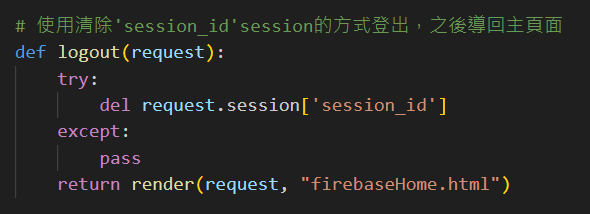 # 使用清除'session_id'session的方式登出，之後導回主頁面
def logout(request):
    try:
        del request.session['session_id']
    except:
        pass
    return render(request, "firebaseHome.html")